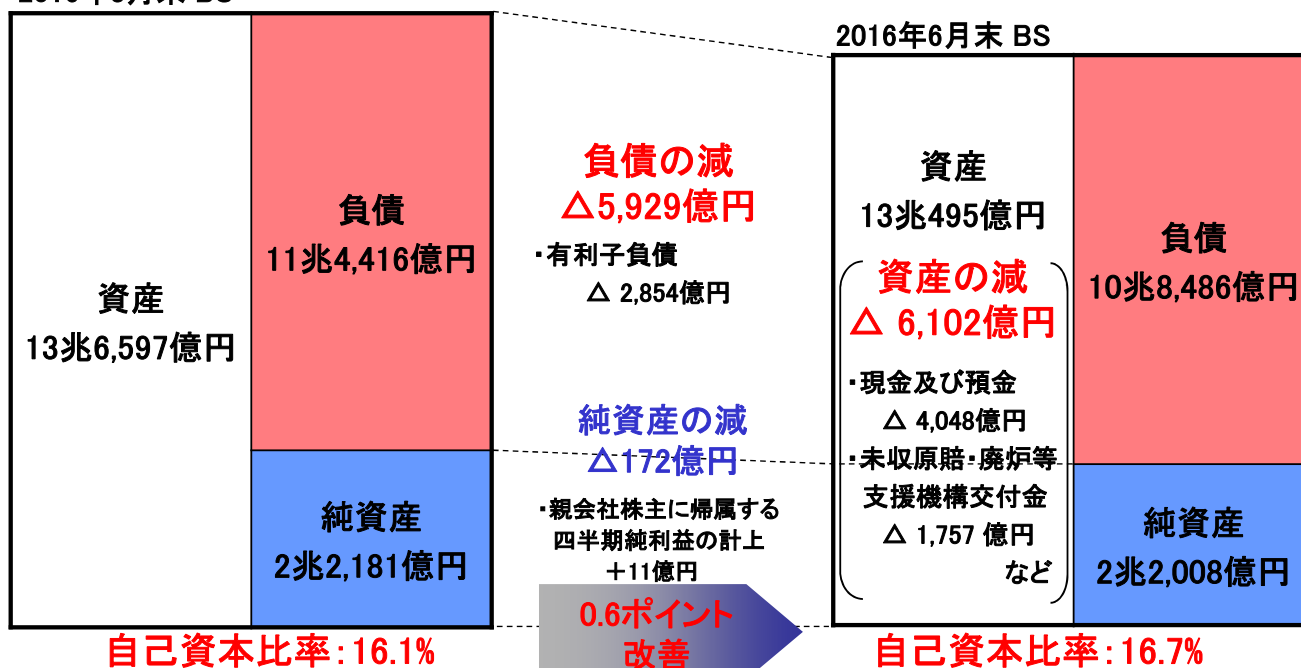 資産
13兆6,597億円
負債
11兆4,416億円
純資産
2兆2,181億円
自己資本比率:16.1%
負債の減
△5,929億円
・有利子負債
△ 2,854億円
純資産の減
△172億円
・親会社株主に帰属する
四半期純利益の計上
+11億円
0.6ポイント
改善
2016年6月末 BS
資産
13兆495億円
資産の減
△ 6,102億円
・現金及び預金
△ 4,048億円
・未収原賠・廃炉等
支援機構交付金
△ 1,757 億円
など
負債
10兆8,486億円
純資産
2兆2,008億円
自己資本比率:16.7%